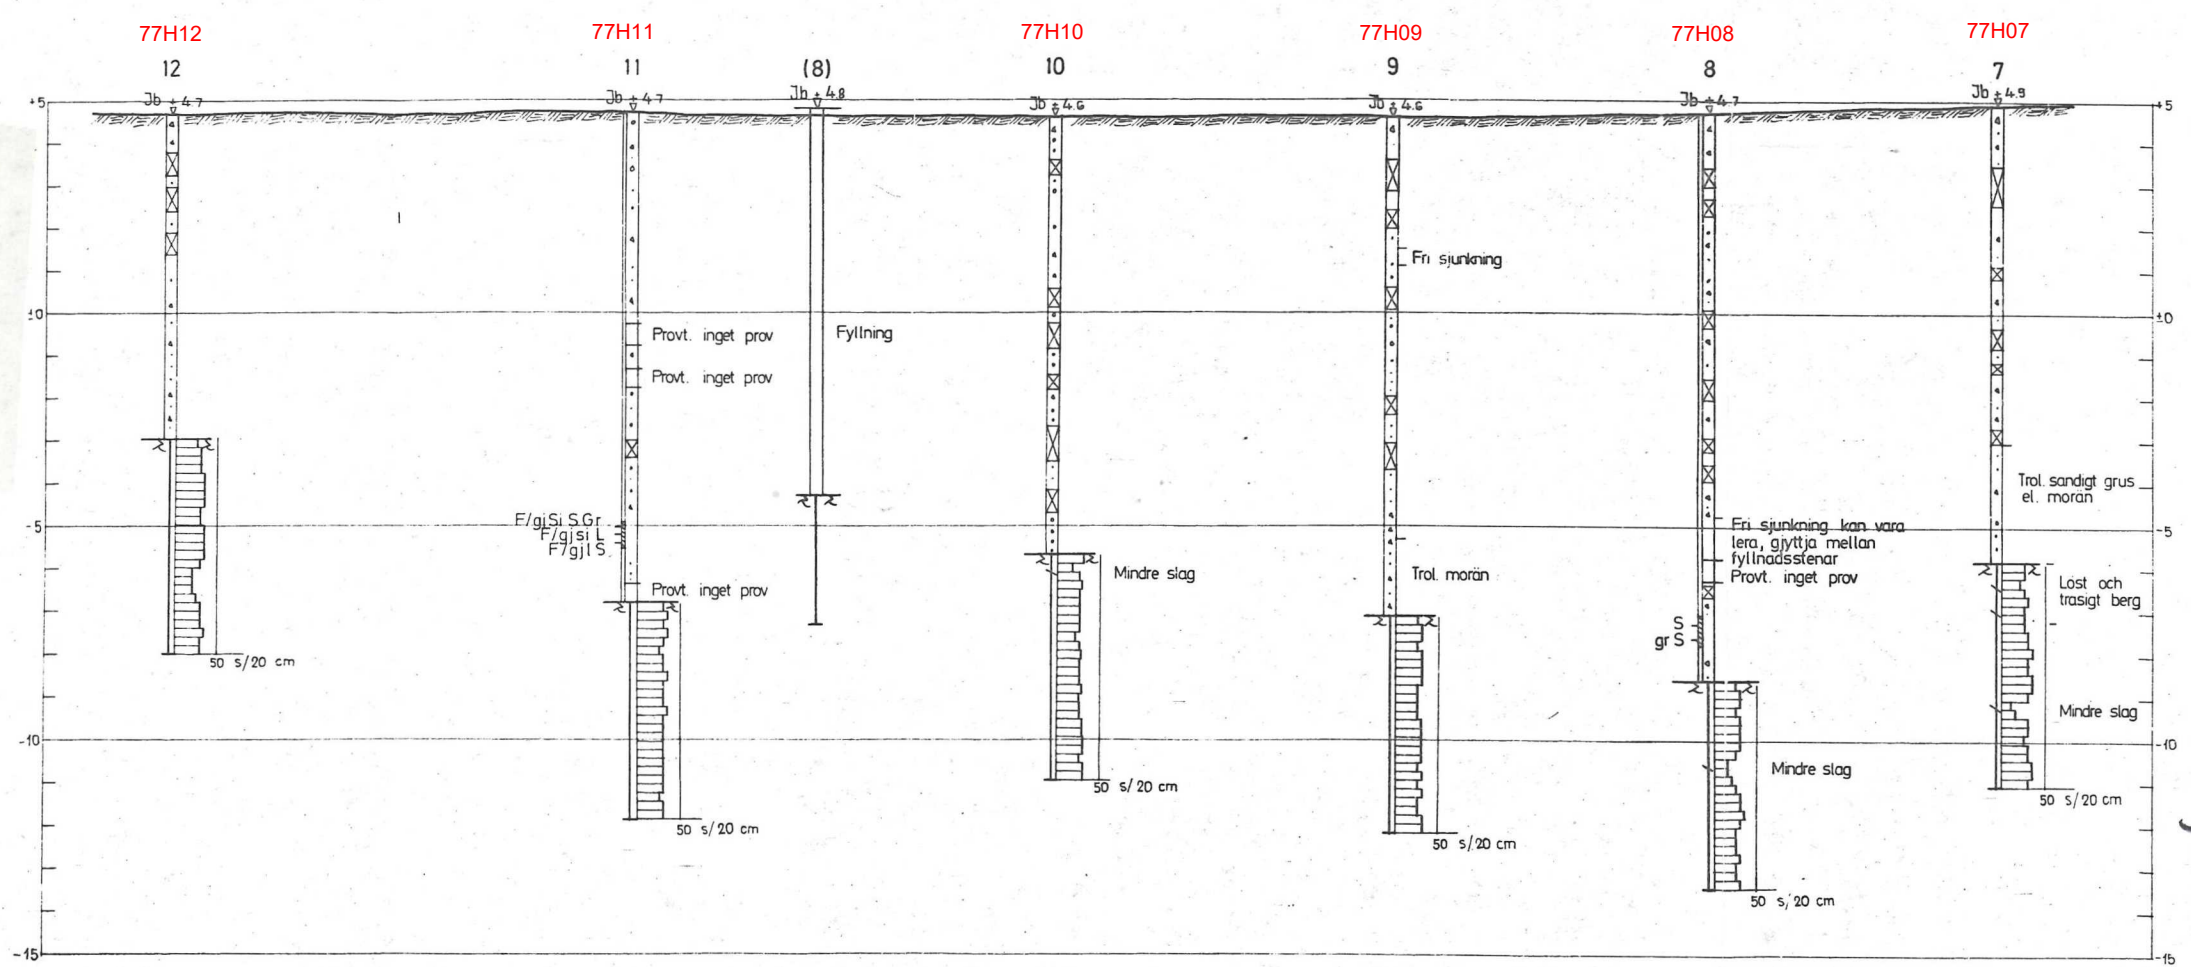 77H12 77H11 77H10 77H09 77H08 77H07
12 11 (8) 10 9 8 7
Jb + 4.7 Jb + 4.7 Jb + 4.8 Jb + 4.6 Jb + 4.6 Jb + 4.7 Jb + 4.9
+5 +5
Fri sjunkning
±0 ±0
Provt. inget prov
Fyllning
Provt. inget prov
Trol. sandigt grus
el. morän
-5 -5
F/gjSi S Gr
F/gjsi L
F/gjl S
Fri sjunkning kan vara
lera, gjyttja mellan
fyllnadsstenar
Provt. inget prov
Provt. inget prov
Mindre slag
Trol. morän
Löst och
trasigt berg
S
gr S
50 s/20 cm
Mindre slag
-10 -10
Mindre slag
50 s/20 cm
50 s/20 cm
50 s/20 cm
50 s/20 cm
50 s/20 cm
-15 -15